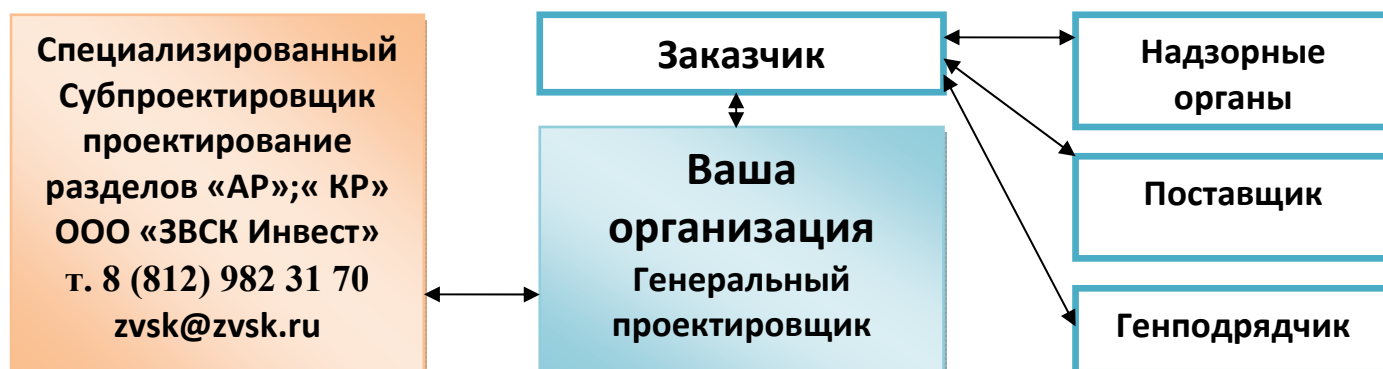 Специализированный
Субпроектировщик
проектирование
разделов «АР»;« КР»
ООО «ЗВСК Инвест»
т. 8 (812) 982 31 70
zvsk@zvsk.ru
Заказчик
Ваша
организация
Генеральный
проектировщик
Надзорные
органы
Поставщик
Генподрядчик